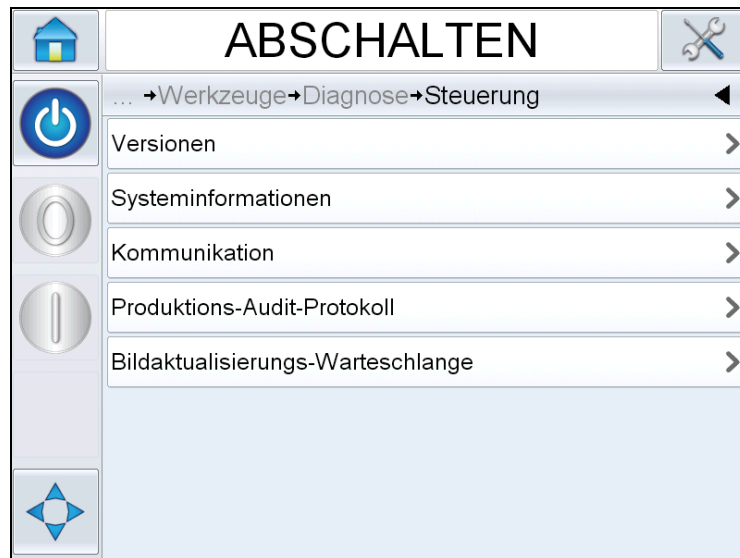 ABSCHALTEN
... →Werkzeuge→Diagnose→Steuerung
Versionen
Systeminformationen
Kommunikation
Produktions-Audit-Protokoll
Bildaktualisierungs-Warteschlange